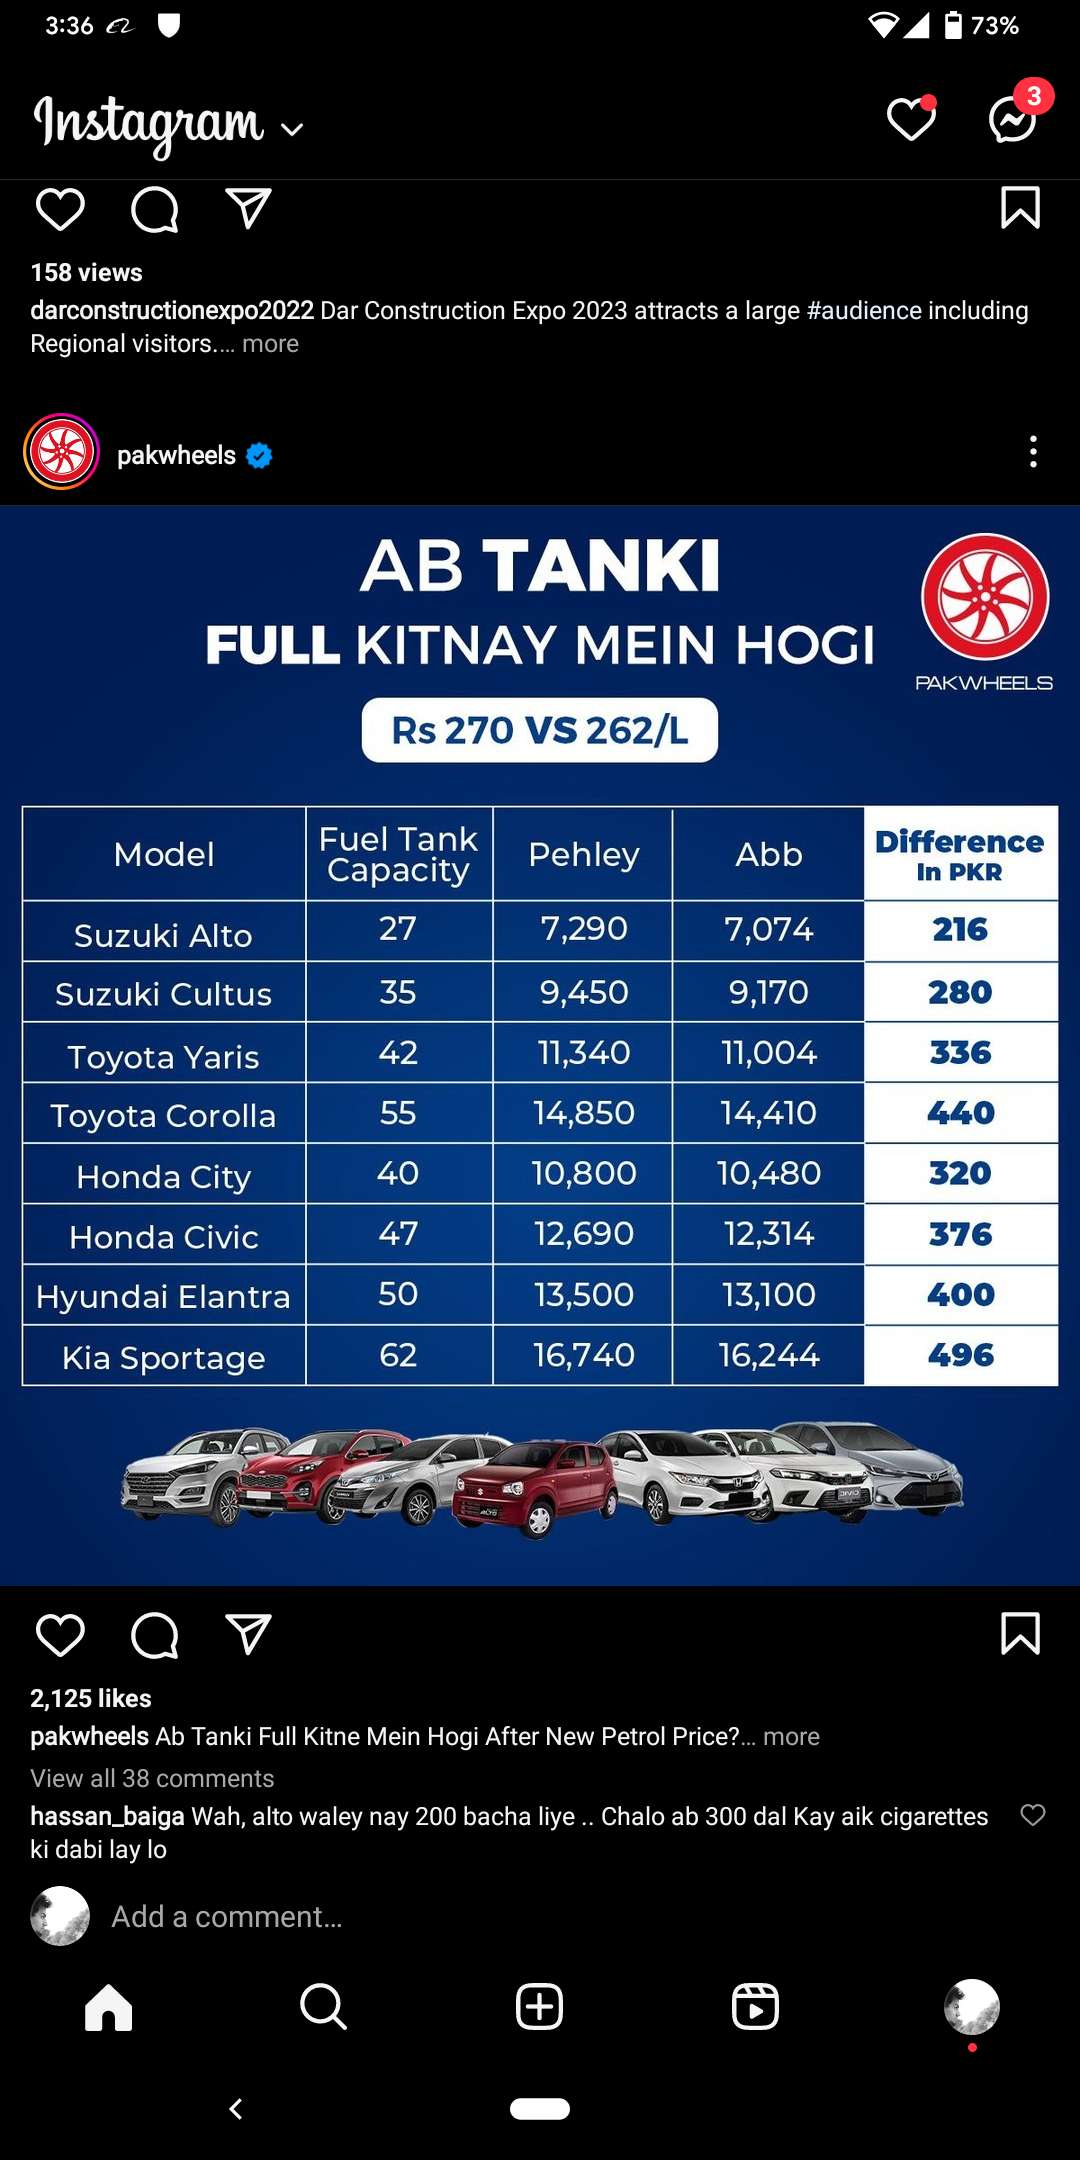 3:36
73%
Instagram
3
158 views
darconstructionexpo2022 Dar Construction Expo 2023 attracts a large #audience including
Regional visitors.... more
pakwheels
AB TANKI
FULL KITNAY MEIN HOGI
PAKWHEELS
Rs 270 VS 262/L
Model Fuel Tank Capacity Pehley Abb Difference In PKR
Suzuki Alto 27 7,290 7,074 216
Suzuki Cultus 35 9,450 9,170 280
Toyota Yaris 42 11,340 11,004 336
Toyota Corolla 55 14,850 14,410 440
Honda City 40 10,800 10,480 320
Honda Civic 47 12,690 12,314 376
Hyundai Elantra 50 13,500 13,100 400
Kia Sportage 62 16,740 16,244 496
2,125 likes
pakwheels Ab Tanki Full Kitne Mein Hogi After New Petrol Price?... more
View all 38 comments
hassan_baiga Wah, alto waley nay 200 bacha liye .. Chalo ab 300 dal Kay aik cigarettes
ki dabi lay lo
Add a comment...